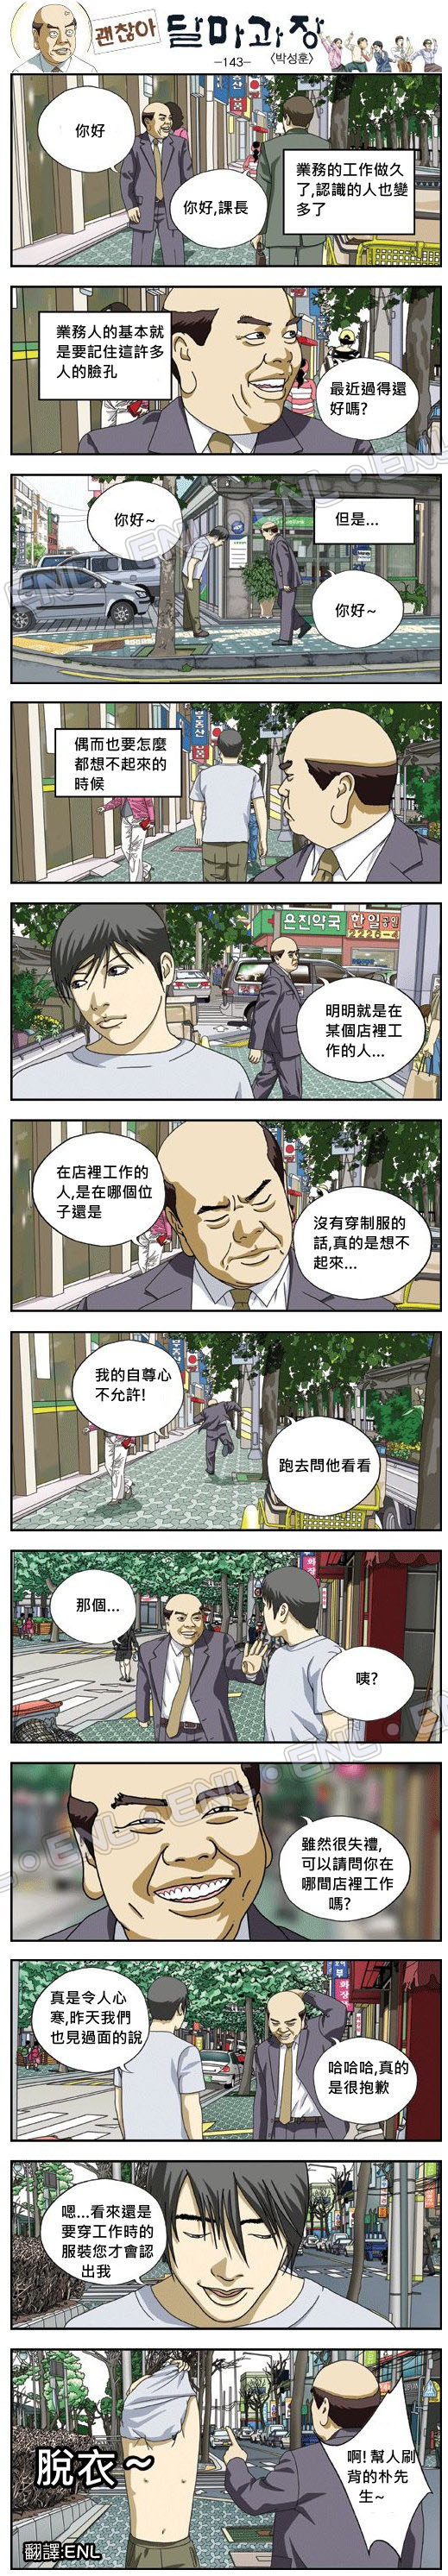 괜찮아
달마과장
-143-
<박성훈>
你好
你好,課長
業務的工作做久
了,認識的人也變
多了
業務人的基本就
是要記住這許多
人的臉孔
最近過得還
好嗎?
你好~
但是...
你好~
偶而也要怎麼
都想不起來的
時候
은진약국
한일
明明就是在
某個店裡工
作的人...
在店裡工作的
人,是在哪個位
子還是
沒有穿制服的
話,真的是想不
起來...
我的自尊心
不允許!
跑去問他看看
那個...
咦?
雖然很失禮,
可以請問你在
哪間店裡工作
嗎?
真是令人心
寒,昨天我們
也見過面的說
哈哈哈,真的
是很抱歉
嗯...看來還是
要穿工作時的
服裝您才會認
出我
脫衣~
啊! 幫人刷
背的朴先
生~
翻譯:ENL